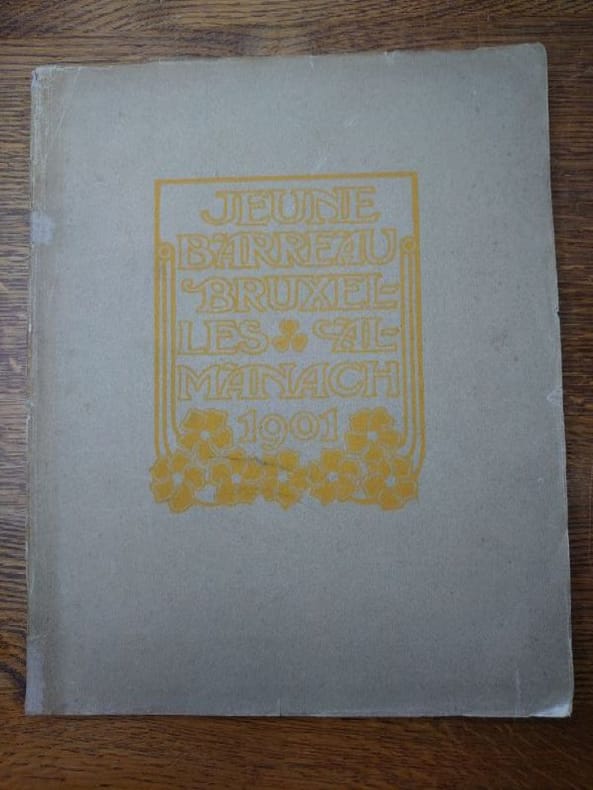 JEUNE
BARREAU
BRUXEL-
LES AL-
MANACH
1901